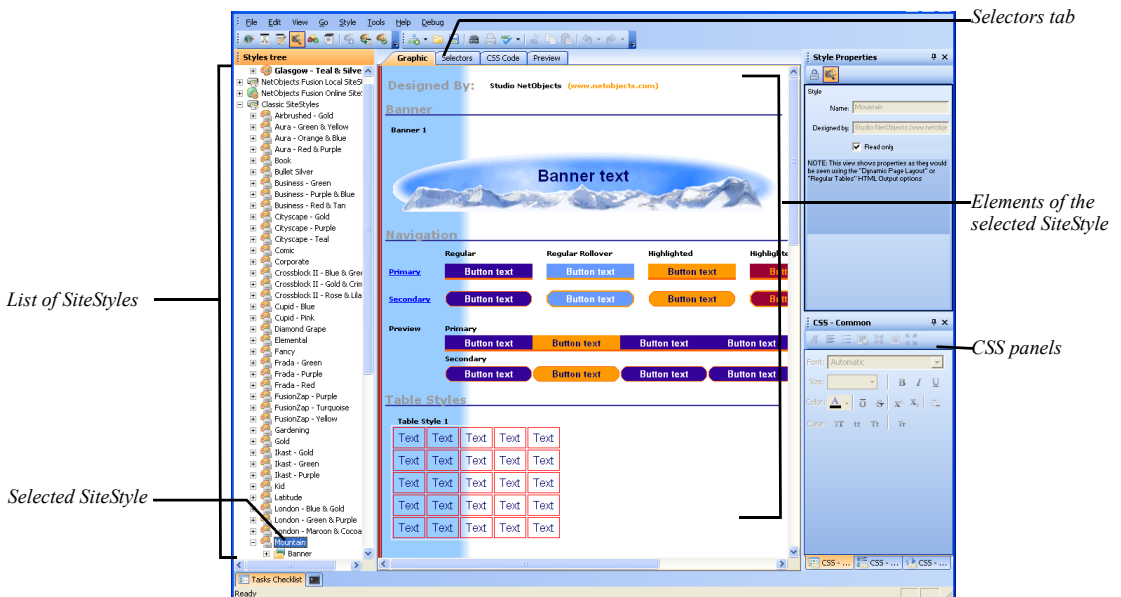 Selectors tab
File Edit View Go Style Tools Help Debug
Styles tree
Glasgow - Teal & Silve
NetObjects Fusion Local SiteS
NetObjects Fusion Online Site
Classic SiteStyles
Airbrushed - Gold
Aura - Green & Yellow
Aura - Orange & Blue
Aura - Red & Purple
Book
Bullet Silver
Business - Green
Business - Purple & Blue
Business - Red & Tan
Cityscape - Gold
Cityscape - Purple
Cityscape - Teal
Comic
Corporate
Crossblock II - Blue & Gree
Crossblock II - Gold & Crim
Crossblock II - Rose & Lila
Cupid - Blue
Cupid - Pink
Diamond Grape
Elemental
Fancy
Frada - Green
Frada - Purple
Frada - Red
FusionZap - Purple
FusionZap - Turquoise
FusionZap - Yellow
Gardening
Gold
Ikast - Gold
Ikast - Green
Ikast - Purple
Kid
Latitude
London - Blue & Gold
London - Green & Purple
London - Maroon & Cocoa
Mountain
Banner
List of SiteStyles
Selected SiteStyle
Graphic Selectors CSS Code Preview
Designed By: Studio NetObjects (www.netobjects.com)
Banner
Banner 1
Banner text
Navigation
Regular Regular Rollover Highlighted Highlighte
Primary Button text Button text Button text But
Secondary Button text Button text Button text But
Preview Primary
Button text Button text Button text Button text
Secondary
Button text Button text Button text Button text
Table Styles
Table Style 1
Text Text Text Text Text
Text Text Text Text Text
Text Text Text Text Text
Text Text Text Text Text
Text Text Text Text Text
Style Properties
Style
Name: Mountain
Designed by: Studio NetObjects (www.netobje
Read only
NOTE: This view shows properties as they would
be seen using the "Dynamic Page Layout" or
"Regular Tables" HTML Output options
Elements of the
selected SiteStyle
CSS - Common
CSS panels
Font: Automatic
Size: B I U
Color: A
Case: TT tt Tt Tr
CSS - ... CSS - ... CSS - ...
Tasks Checklist
Ready